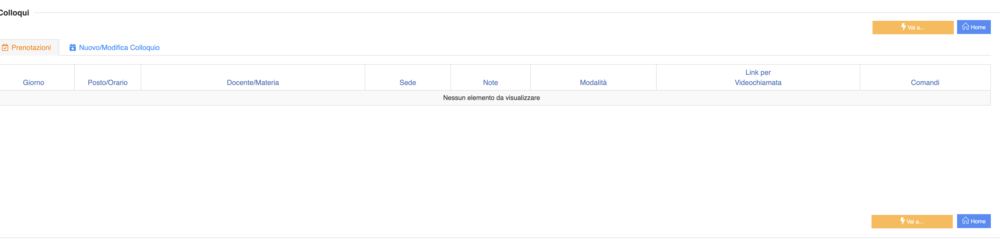 Colloqui
Vai a...
Home
Prenotazioni
Nuovo/Modifica Colloquio
Giorno
Posto/Orario
Docente/Materia
Sede
Note
Modalità
Link per
Videochiamata
Comandi
Nessun elemento da visualizzare
Vai a...
Home